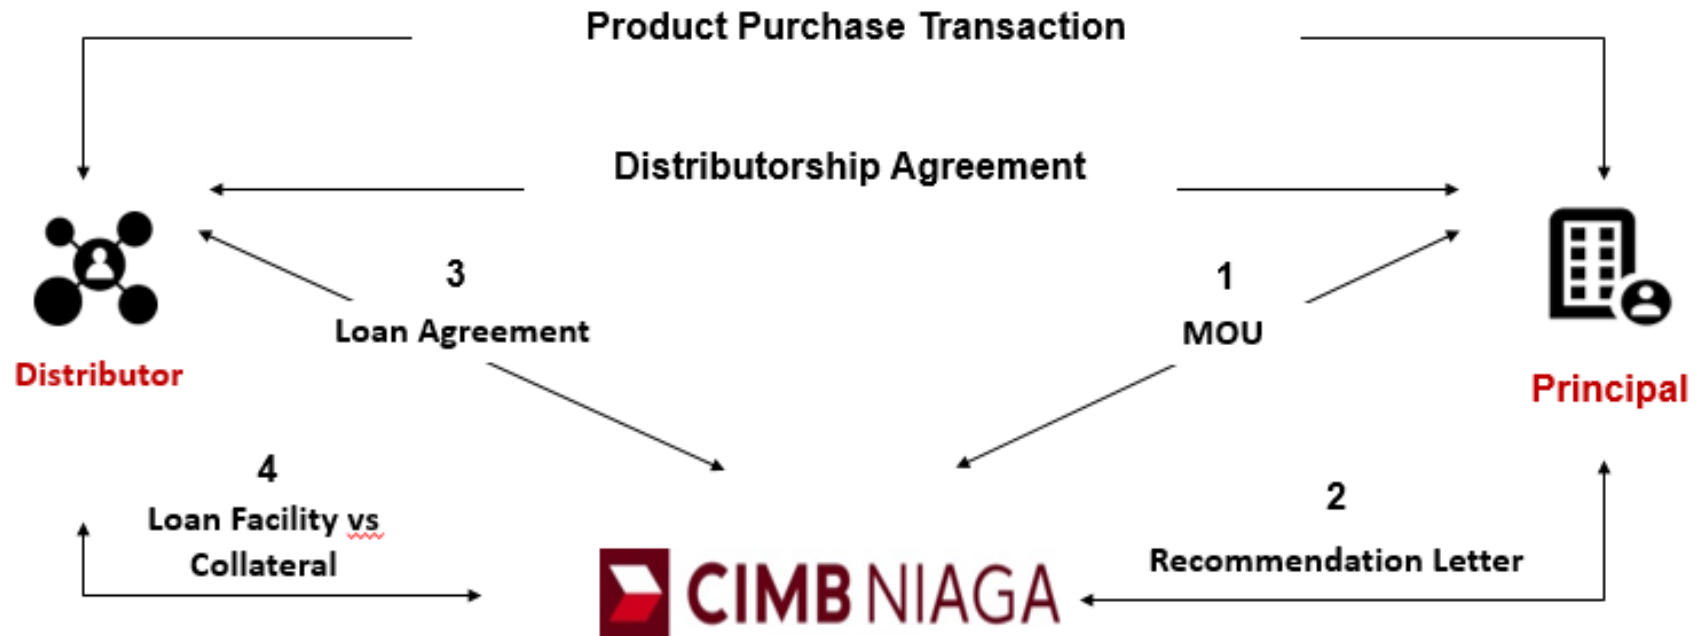 Product Purchase Transaction
Distributorship Agreement
3
Loan Agreement
1
MOU
Distributor
Principal
4
Loan Facility vs
Collateral
2
Recommendation Letter
CIMB NIAGA